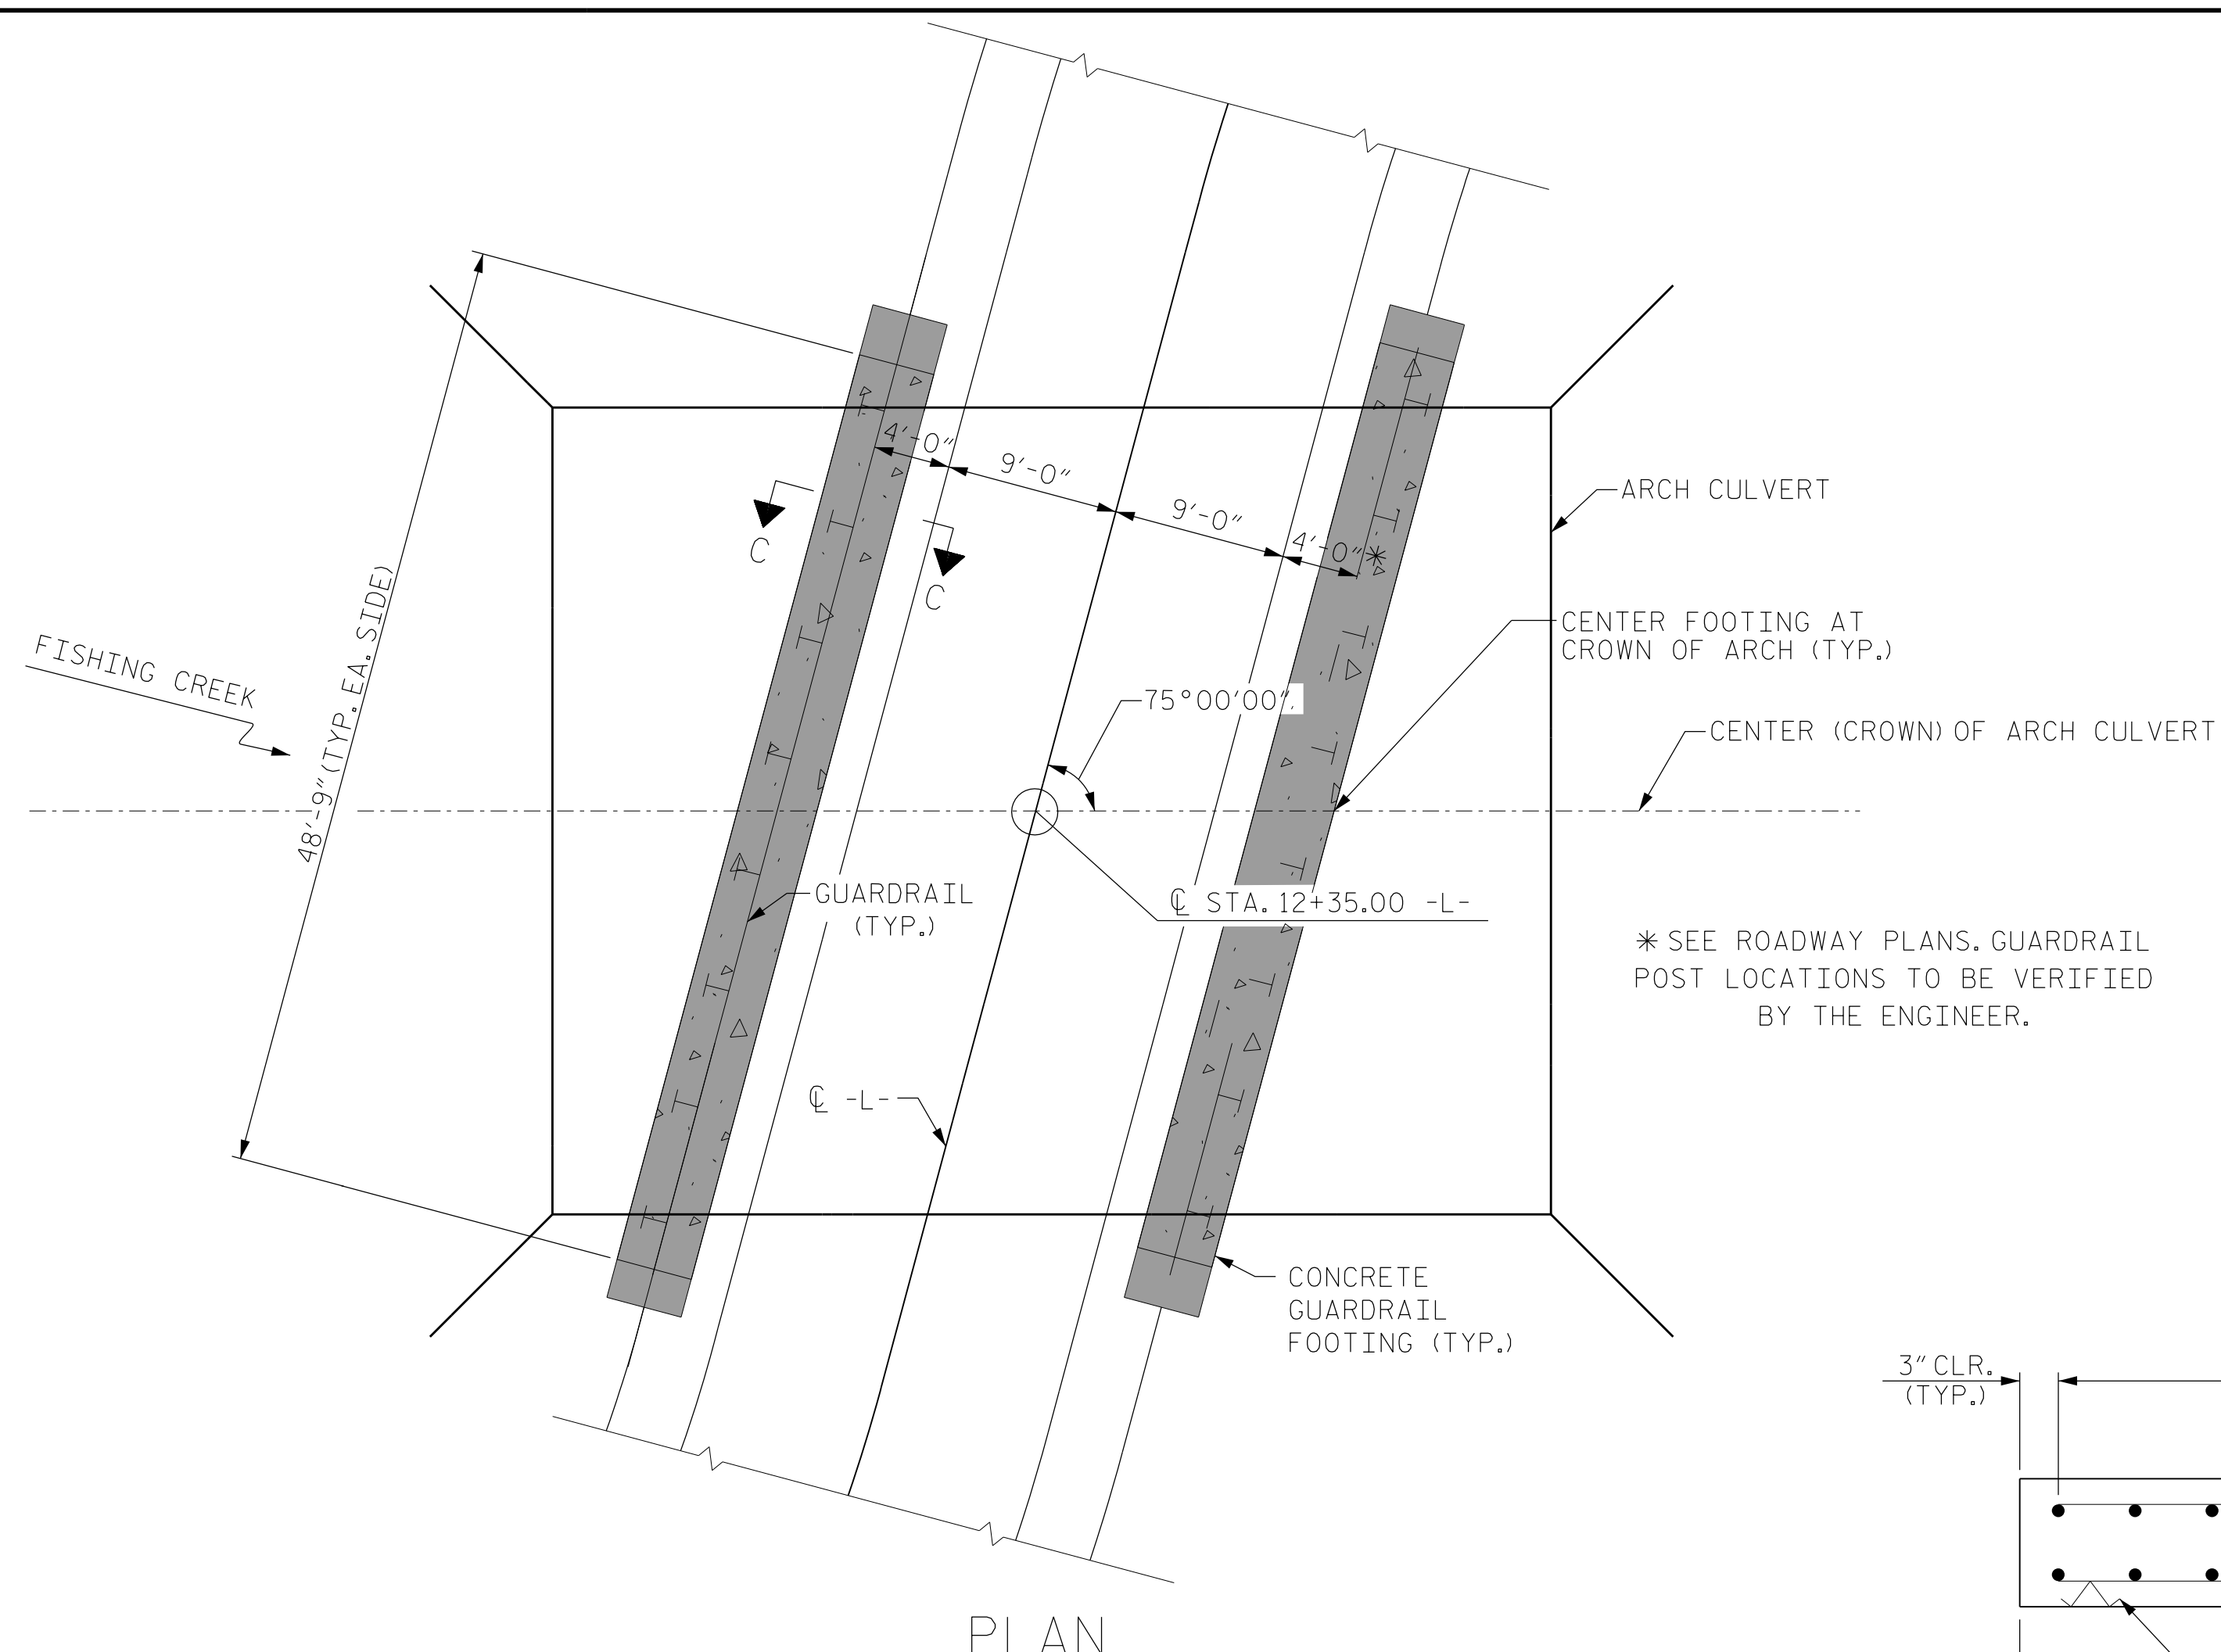 4'-0"
9'-0"
9'-0"
4'-0"*
ARCH CULVERT
C
C
CENTER FOOTING AT
CROWN OF ARCH (TYP.)
FISHING CREEK
48'-9" (TYP. EA. SIDE)
75°00'00"
CENTER (CROWN) OF ARCH CULVERT
GUARDRAIL
(TYP.)
℄ STA. 12+35.00 -L-
* SEE ROADWAY PLANS. GUARDRAIL
POST LOCATIONS TO BE VERIFIED
BY THE ENGINEER.
℄ -L-
CONCRETE
GUARDRAIL
FOOTING (TYP.)
3" CLR.
(TYP.)
PLAN